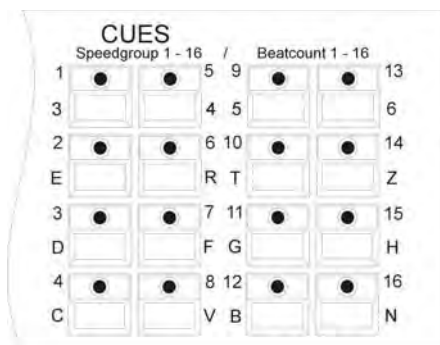 CUES
Speedgroup 1 - 16 / Beatcount 1 - 16
1 5 9 13
3 4 5 6
2 6 10 14
E R T Z
3 7 11 15
D F G H
4 8 12 16
C V B N